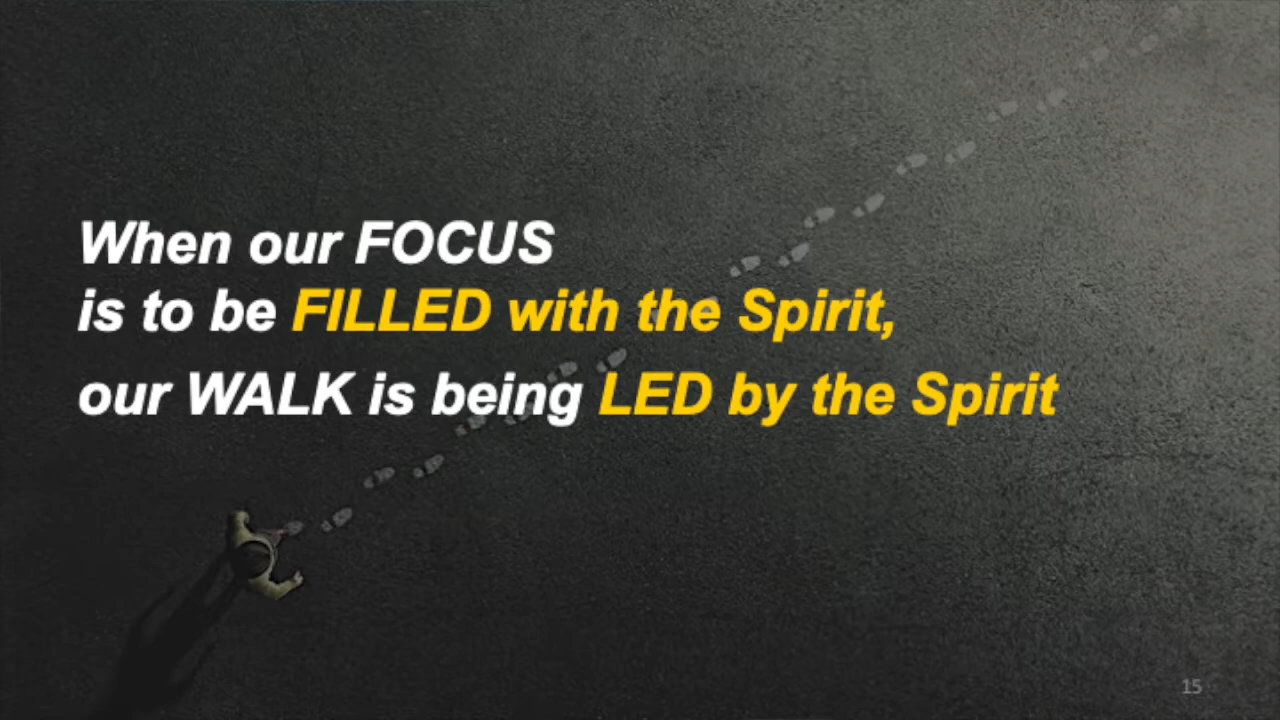 When our FOCUS
is to be FILLED with the Spirit,
our WALK is being LED by the Spirit
15